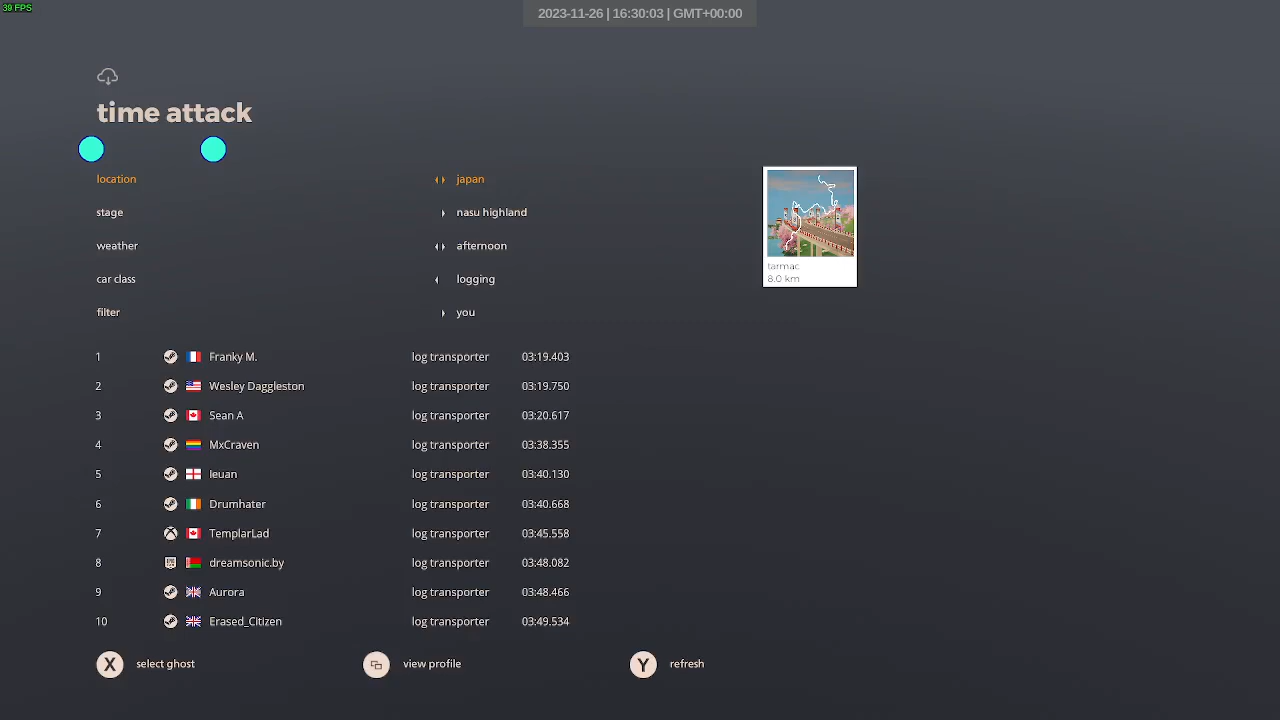 39 FPS
2023-11-26 | 16:30:03 | GMT+00:00
time attack
location japan
stage nasu highland
weather afternoon
car class logging
filter you
tarmac
8.0 km
1 Franky M. log transporter 03:19.403
2 Wesley Daggleston log transporter 03:19.750
3 Sean A log transporter 03:20.617
4 MxCraven log transporter 03:38.355
5 Ieuan log transporter 03:40.130
6 Drumhater log transporter 03:40.668
7 TemplarLad log transporter 03:45.558
8 dreamsonic.by log transporter 03:48.082
9 Aurora log transporter 03:48.466
10 Erased_Citizen log transporter 03:49.534
X select ghost view profile Y refresh